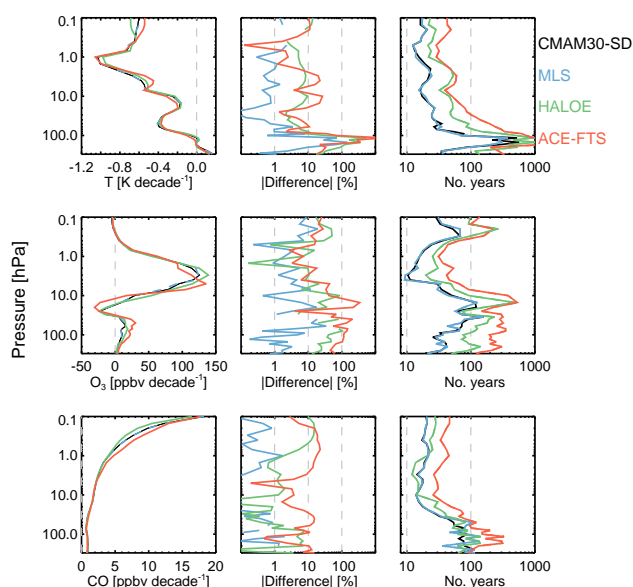 0.1
1.0
10.0
100.0
-1.2 -0.8 -0.4 0.0
T [K decade-1]
1 10 100
|Difference| [%]
10 100 1000
No. years
CMAM30-SD
MLS
HALOE
ACE-FTS
Pressure [hPa]
0.1
1.0
10.0
100.0
-50 0 50 100 150
O3 [ppbv decade-1]
1 10 100
|Difference| [%]
10 100 1000
No. years
0.1
1.0
10.0
100.0
0 5 10 15 20
CO [ppbv decade-1]
1 10 100
|Difference| [%]
10 100 1000
No. years